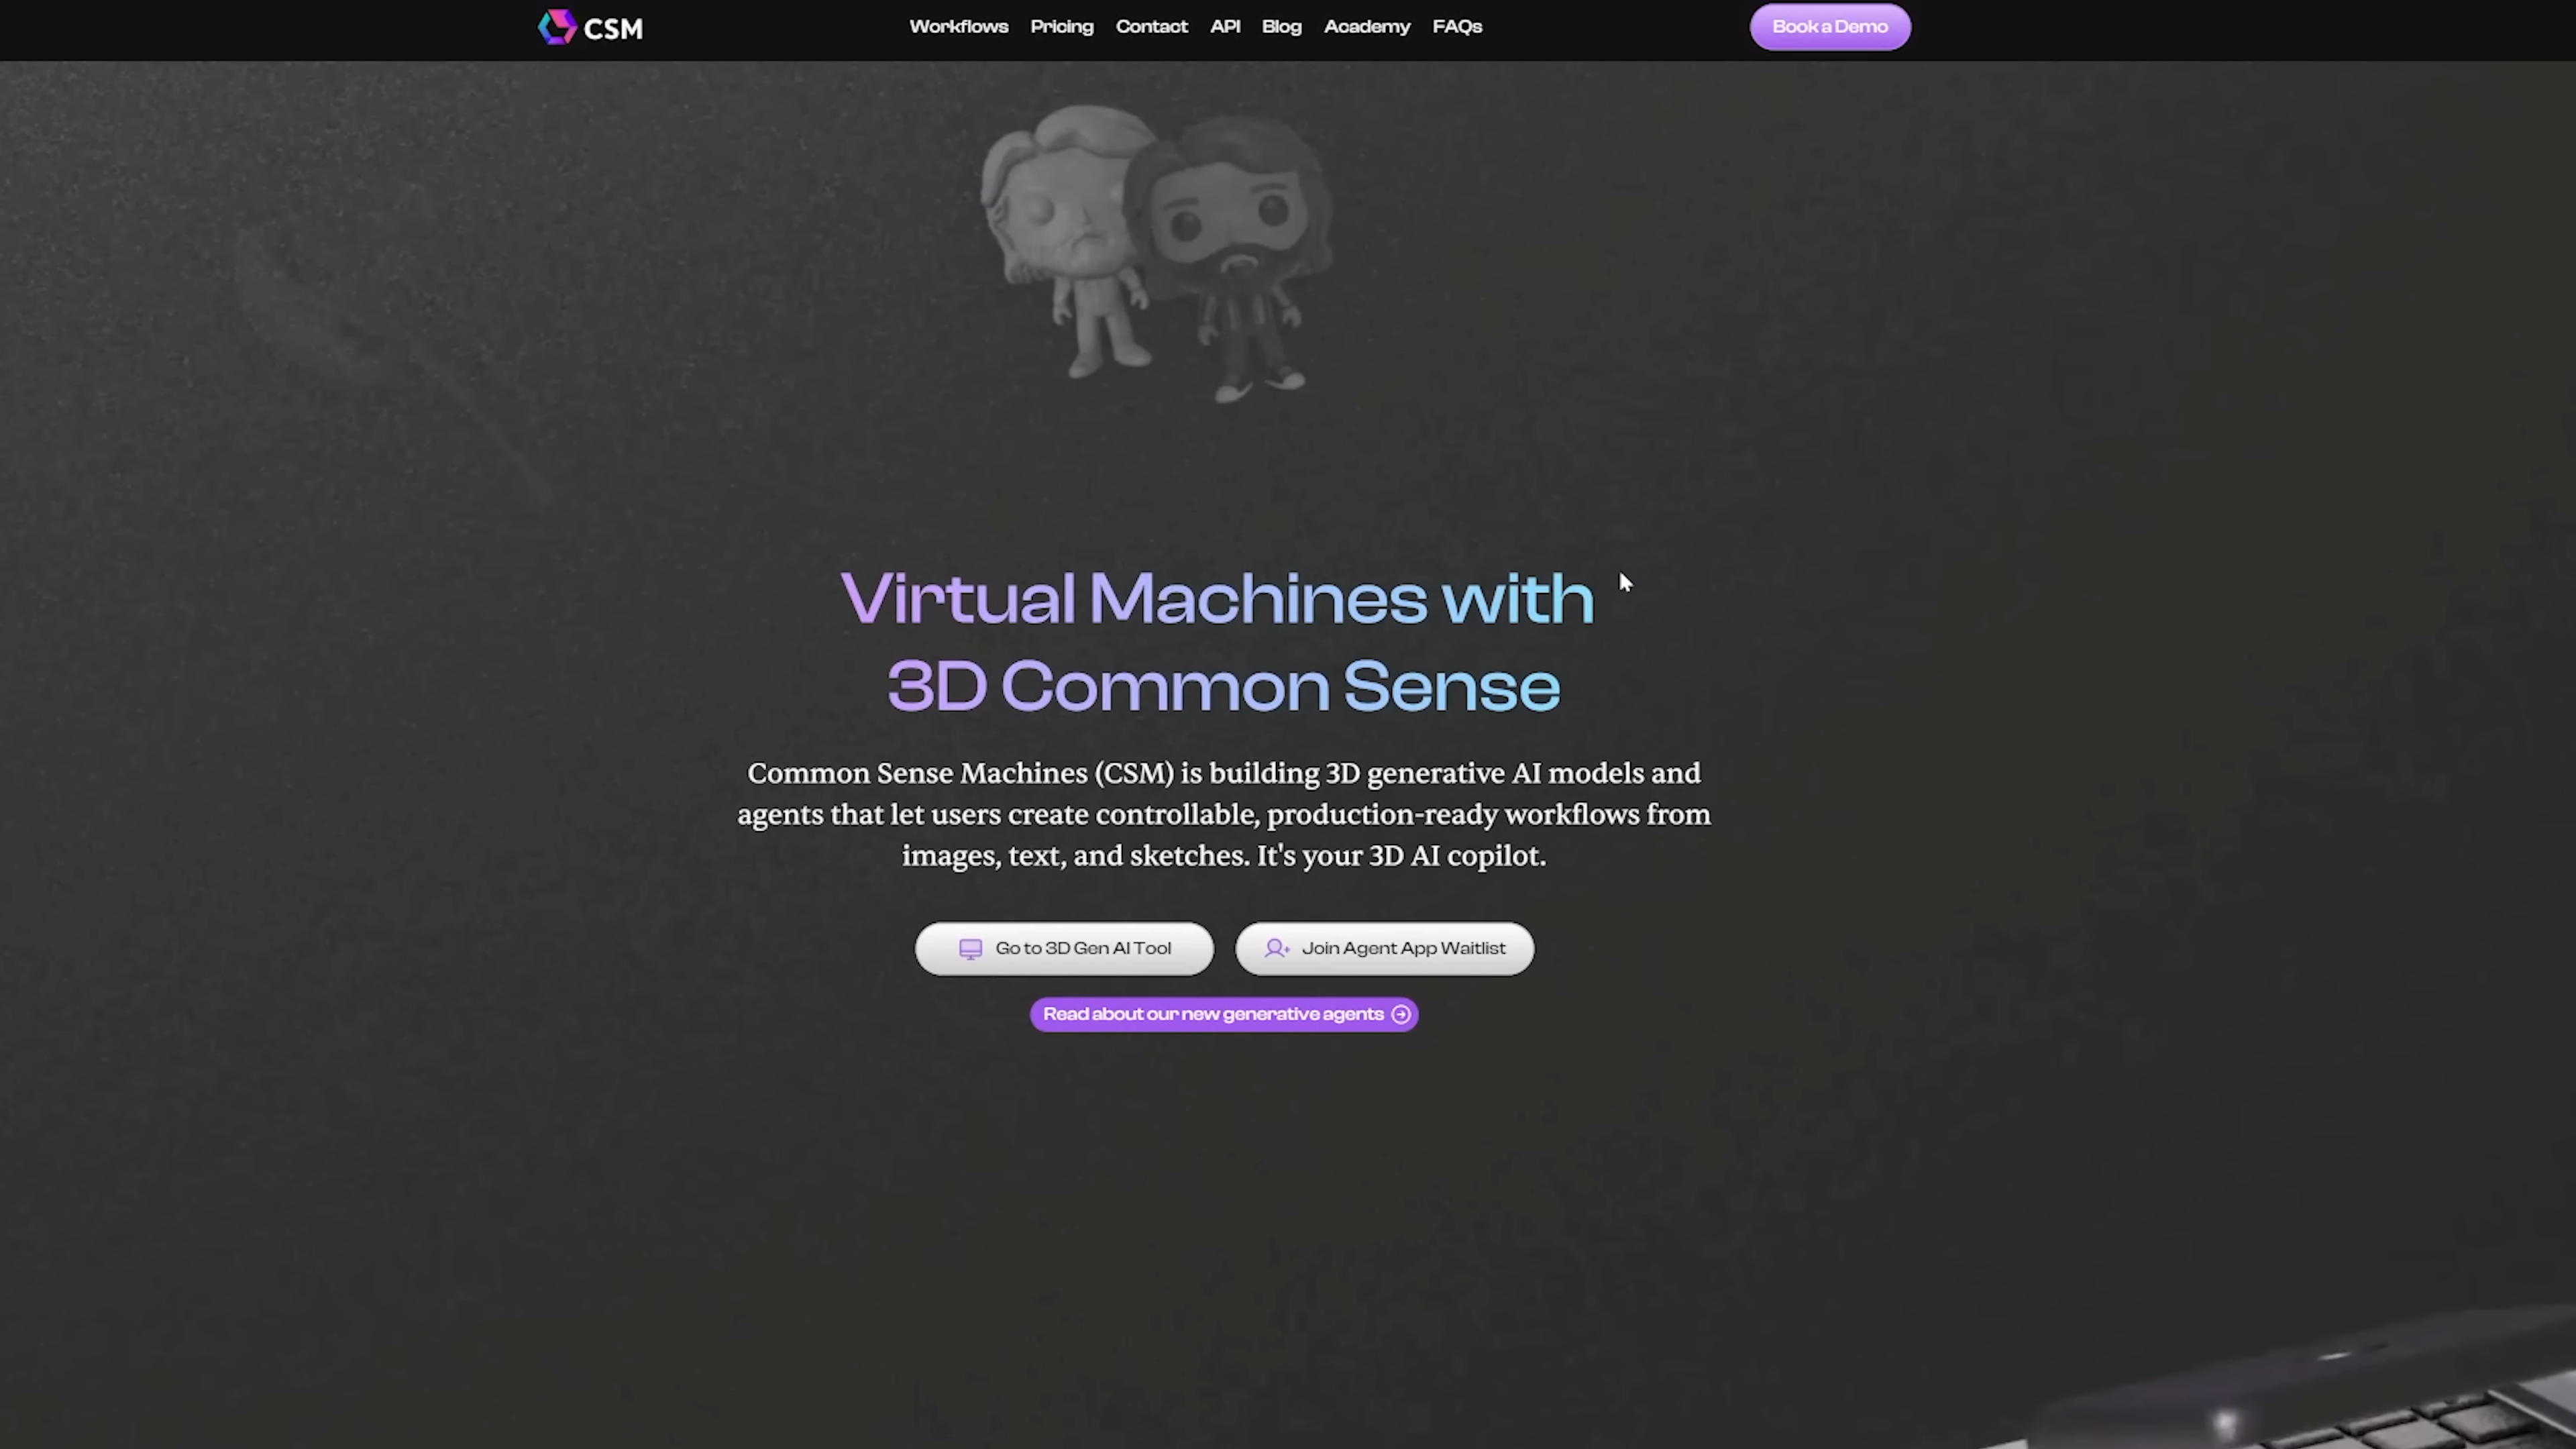 CSM
Workflows Pricing Contact API Blog Academy FAQs
Book a Demo
Virtual Machines with
3D Common Sense
Common Sense Machines (CSM) is building 3D generative AI models and
agents that let users create controllable, production-ready workflows from
images, text, and sketches. It's your 3D AI copilot.
Go to 3D Gen AI Tool
Join Agent App Waitlist
Read about our new generative agents